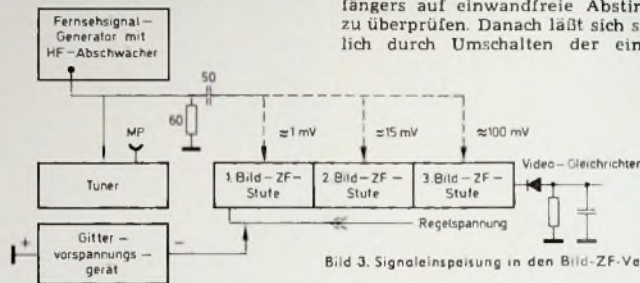 fängers auf einwandfreie Abstim
zu überprüfen. Danach läßt sich s
lich durch Umschalten der ein
Fernsehsignal-
Generator mit
HF-Abschwächer
50
60
MP
≈1 mV
≈15 mV
≈100 mV
Tuner
1. Bild-ZF-
Stufe
2. Bild-ZF-
Stufe
3. Bild-ZF-
Stufe
Video-Gleichrichter
Regelspannung
+
Gitter-
vorspannungs-
gerät
-
Bild 3. Signaleinspeisung in den Bild-ZF-Ve